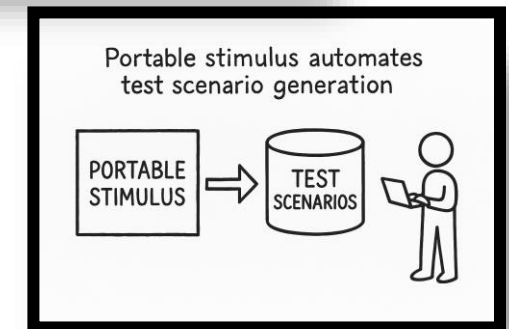 Portable stimulus automates
test scenario generation
PORTABLE
STIMULUS
TEST
SCENARIOS